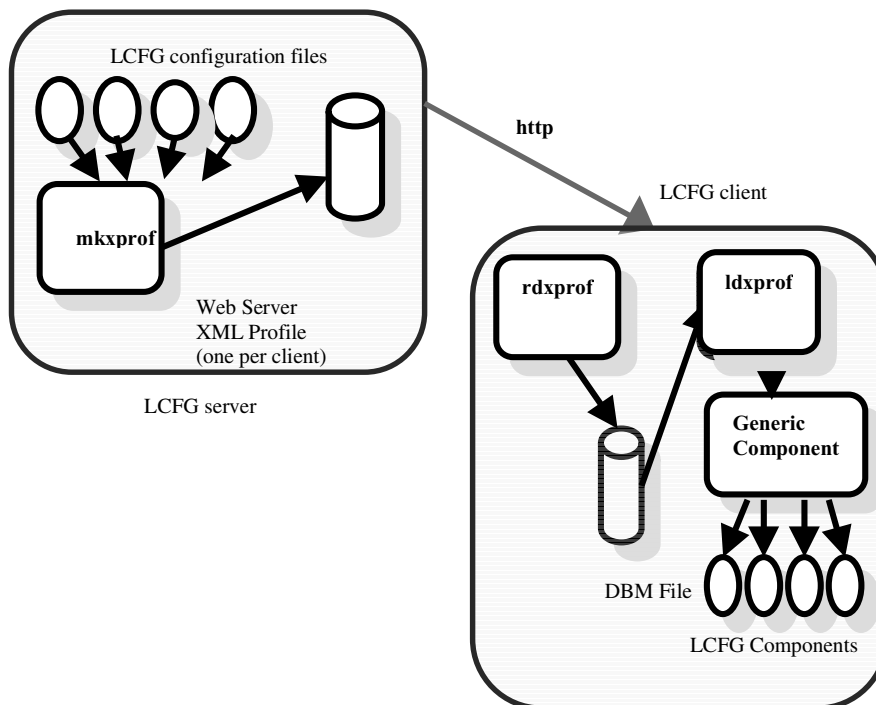 LCFG configuration files
mkxprof
Web Server
XML Profile
(one per client)
LCFG server
http
LCFG client
rdxprof
ldxprof
Generic
Component
DBM File
LCFG Components